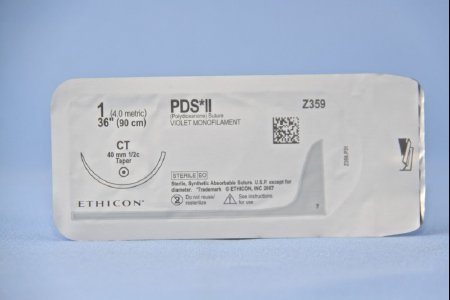 1 (4.0 metric)
36" (90 cm)
CT
40 mm 1/2c
Taper
ETHICON
PDS*II
(Polydioxanone) Suture
VIOLET MONOFILAMENT
Z359
STERILE EO
Sterile, Synthetic Absorbable Suture, U.S.P. except for
diameter. *Trademark © ETHICON, INC 2007
2 Do not reuse/
resterilize
See instructions
for use